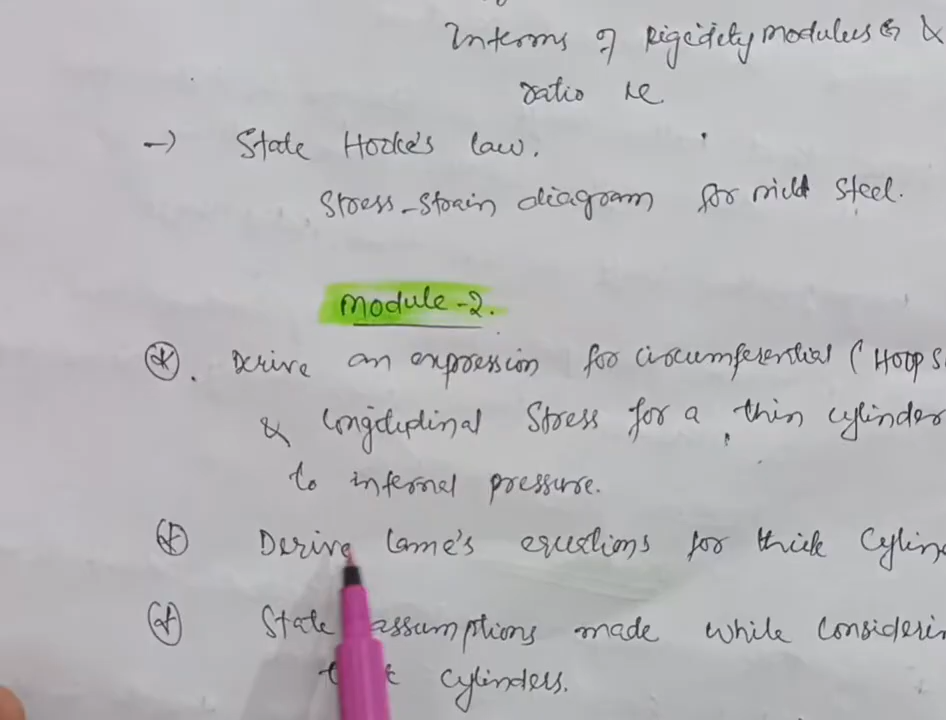 Interms of Rigidity modulus G &
ratio ie
→ State Hooke's law.
Stress-strain diagram for mild steel.
Module-2.
*. Derive an expression for circumferential (Hoop S
& longitudinal Stress for a thin cylinder
to internal pressure.
* Derive Lame's equations for thick Cylin
* State assumptions made while considerin
cylinders.